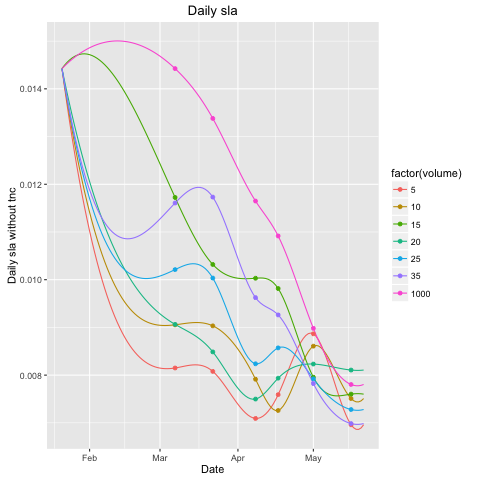 Daily sla
Daily sla without tnc
0.014
0.012
0.010
0.008
Feb
Mar
Apr
May
Date
factor(volume)
5
10
15
20
25
35
1000